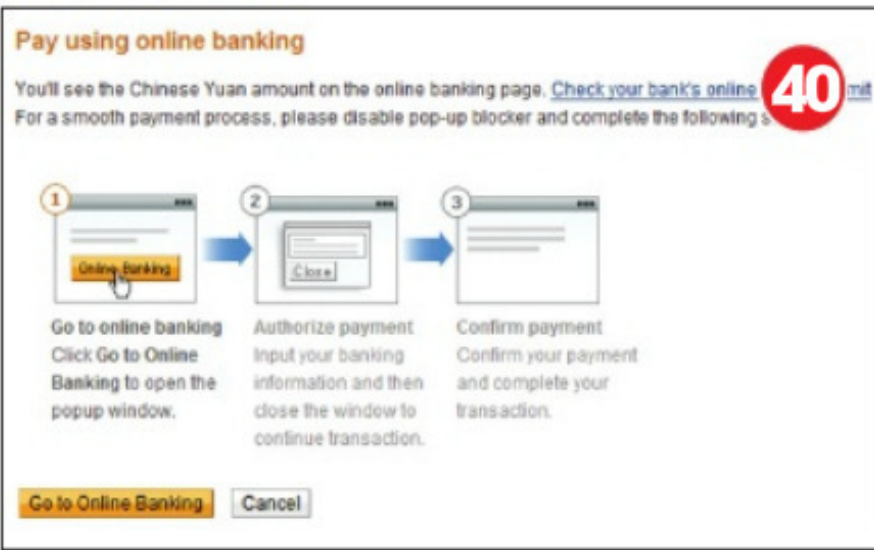 Pay using online banking
You'll see the Chinese Yuan amount on the online banking page. Check your bank's online mit
For a smooth payment process, please disable pop-up blocker and complete the following s
40
1
2
3
Online Banking
Close
Go to online banking
Click Go to Online
Banking to open the
popup window.
Authorize payment
Input your banking
information and then
close the window to
continue transaction.
Confirm payment
Confirm your payment
and complete your
transaction.
Go to Online Banking
Cancel